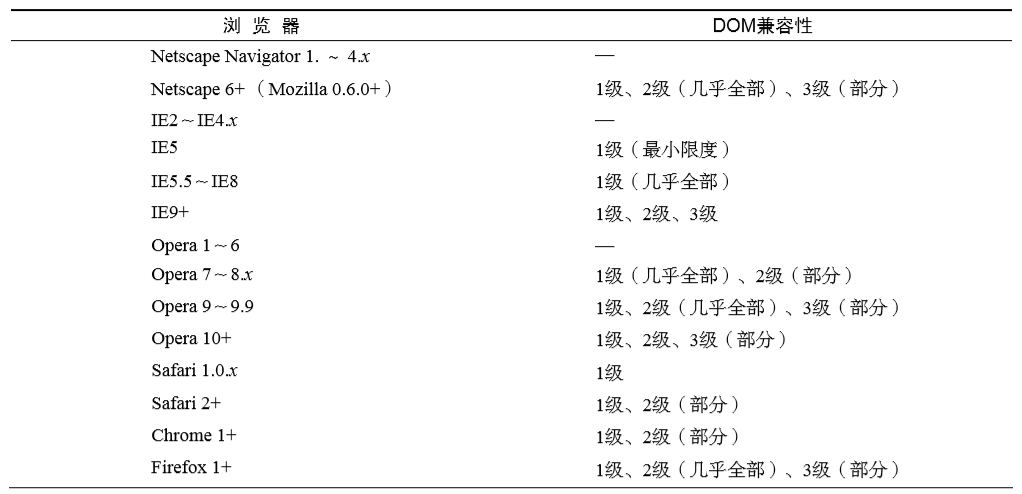 浏 览 器 DOM兼容性
Netscape Navigator 1. ～ 4.x —
Netscape 6+（Mozilla 0.6.0+） 1级、2级（几乎全部）、3级（部分）
IE2～IE4.x —
IE5 1级（最小限度）
IE5.5～IE8 1级（几乎全部）
IE9+ 1级、2级、3级
Opera 1～6 —
Opera 7～8.x 1级（几乎全部）、2级（部分）
Opera 9～9.9 1级、2级（几乎全部）、3级（部分）
Opera 10+ 1级、2级、3级（部分）
Safari 1.0.x 1级
Safari 2+ 1级、2级（部分）
Chrome 1+ 1级、2级（部分）
Firefox 1+ 1级、2级（几乎全部）、3级（部分）